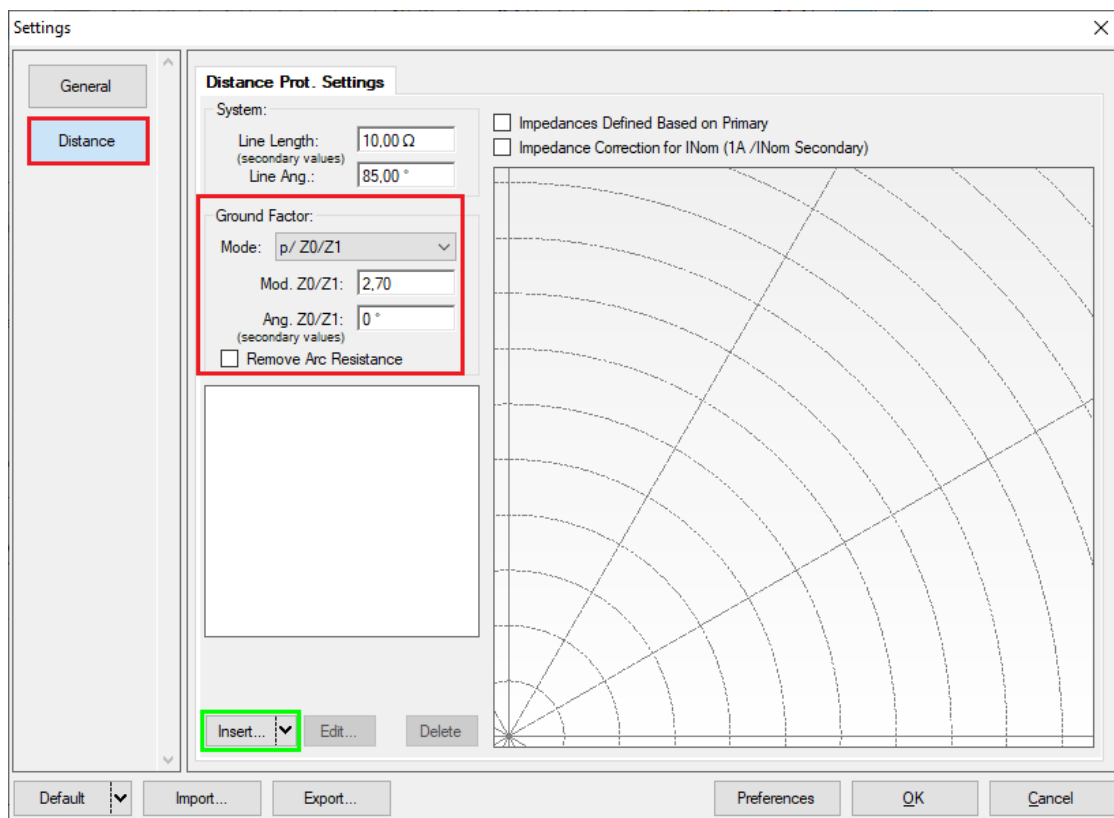 Settings
General
Distance
Distance Prot. Settings
System:
Line Length: 10,00 Ω
(secondary values)
Line Ang.: 85,00 °
Ground Factor:
Mode: p/ Z0/Z1
Mod. Z0/Z1: 2,70
Ang. Z0/Z1: 0 °
(secondary values)
Remove Arc Resistance
Insert... Edit... Delete
Impedances Defined Based on Primary
Impedance Correction for INom (1A /INom Secondary)
Default Import... Export... Preferences OK Cancel